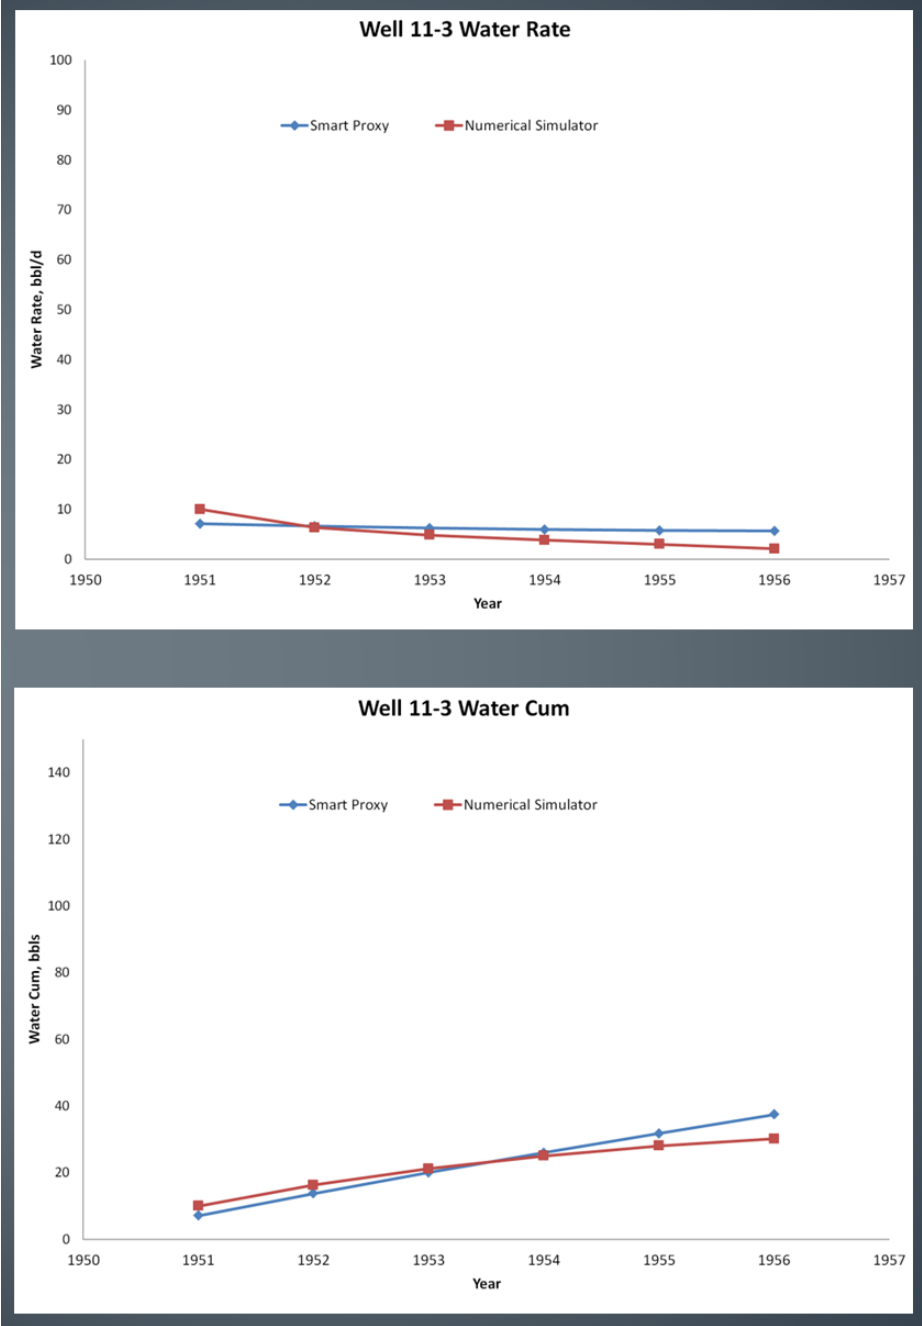 Well 11-3 Water Rate
100
90
80
70
60
50
40
30
20
10
0
Water Rate, bbl/d
Smart Proxy
Numerical Simulator
1950 1951 1952 1953 1954 1955 1956 1957
Year
Well 11-3 Water Cum
140
120
100
80
60
40
20
0
Water Cum, bbls
Smart Proxy
Numerical Simulator
1950 1951 1952 1953 1954 1955 1956 1957
Year